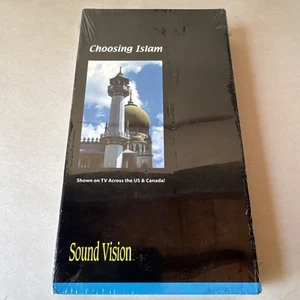 Choosing Islam
Shown on TV Across the US & Canada!
Sound Vision